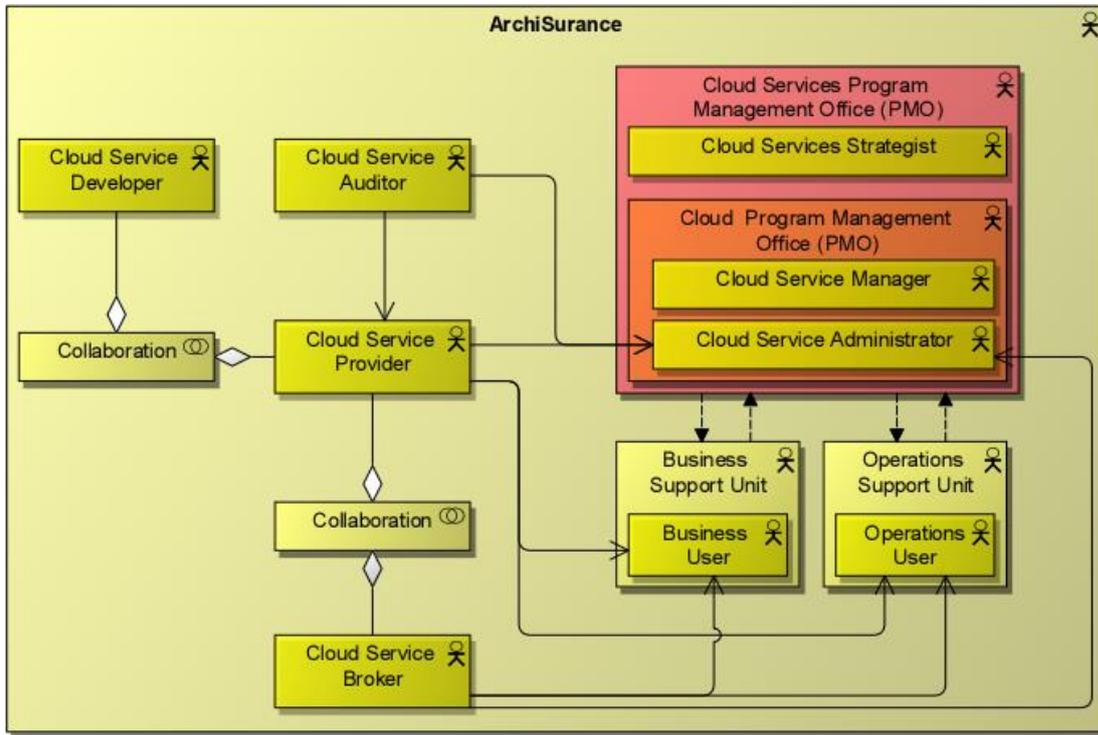 ArchiSurance
Cloud Services Program
Management Office (PMO)
Cloud Services Strategist
Cloud Service
Developer
Cloud Service
Auditor
Cloud Program Management
Office (PMO)
Cloud Service Manager
Cloud Service Administrator
Collaboration
Cloud Service
Provider
Business
Support Unit
Operations
Support Unit
Collaboration
Business
User
Operations
User
Cloud Service
Broker